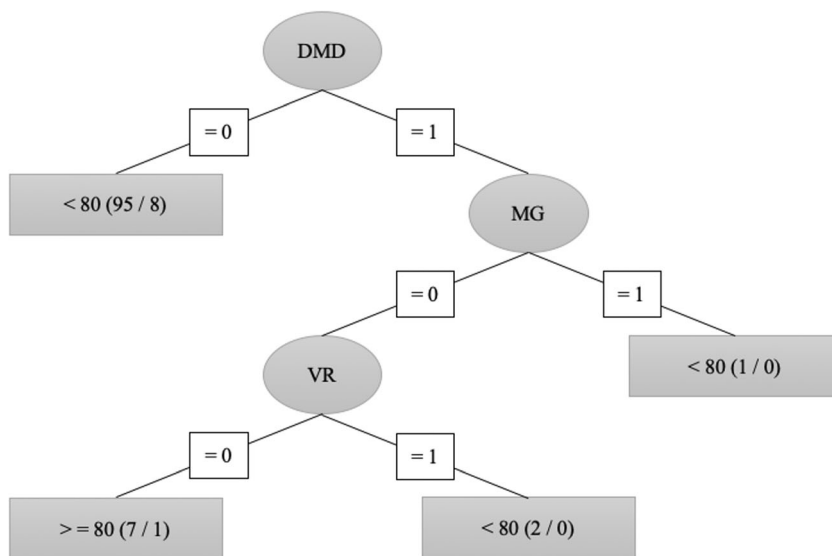 DMD
= 0
= 1
< 80 (95 / 8)
MG
= 0
= 1
VR
< 80 (1 / 0)
= 0
= 1
> = 80 (7 / 1)
< 80 (2 / 0)